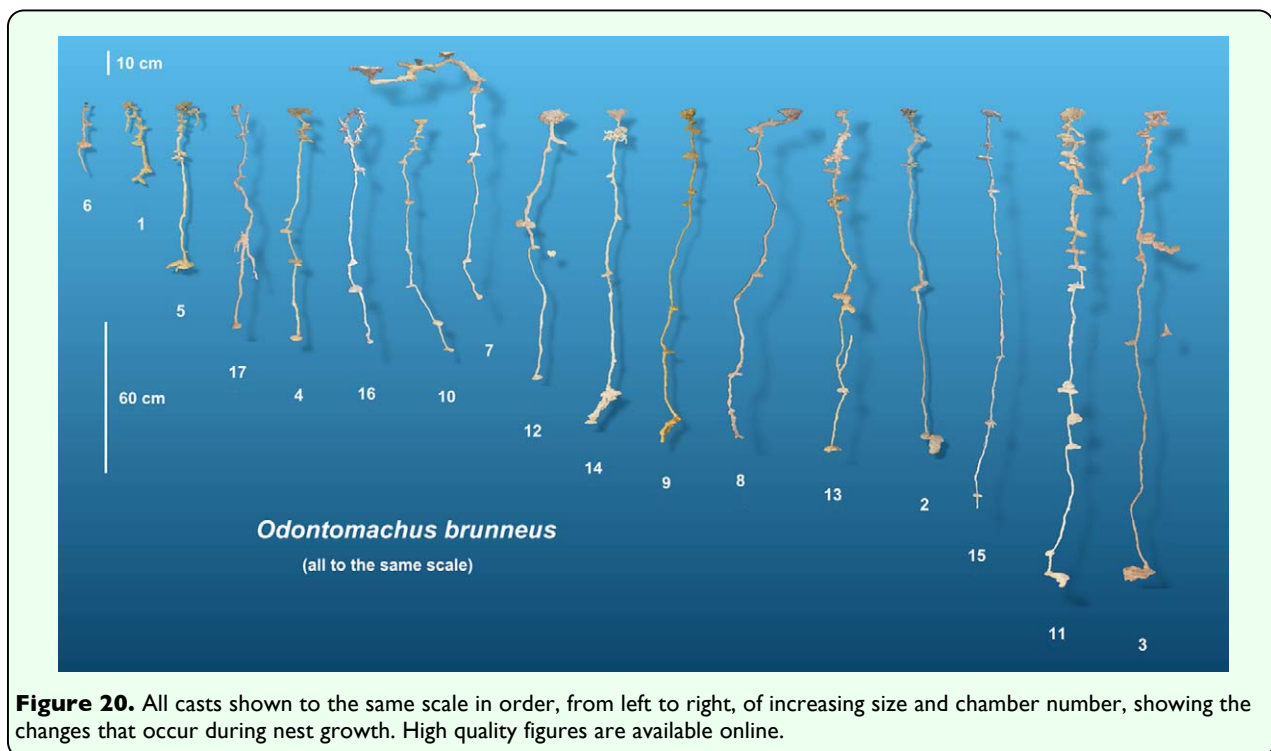 10 cm
6
1
5
17
4
16
10
7
12
14
9
8
13
2
15
11
3
60 cm
Odontomachus brunneus
(all to the same scale)
Figure 20. All casts shown to the same scale in order, from left to right, of increasing size and chamber number, showing the
changes that occur during nest growth. High quality figures are available online.